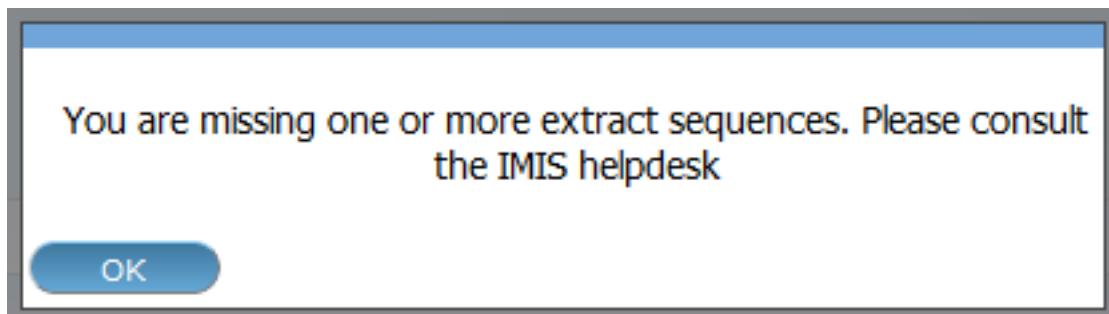 You are missing one or more extract sequences. Please consult
the IMIS helpdesk
OK